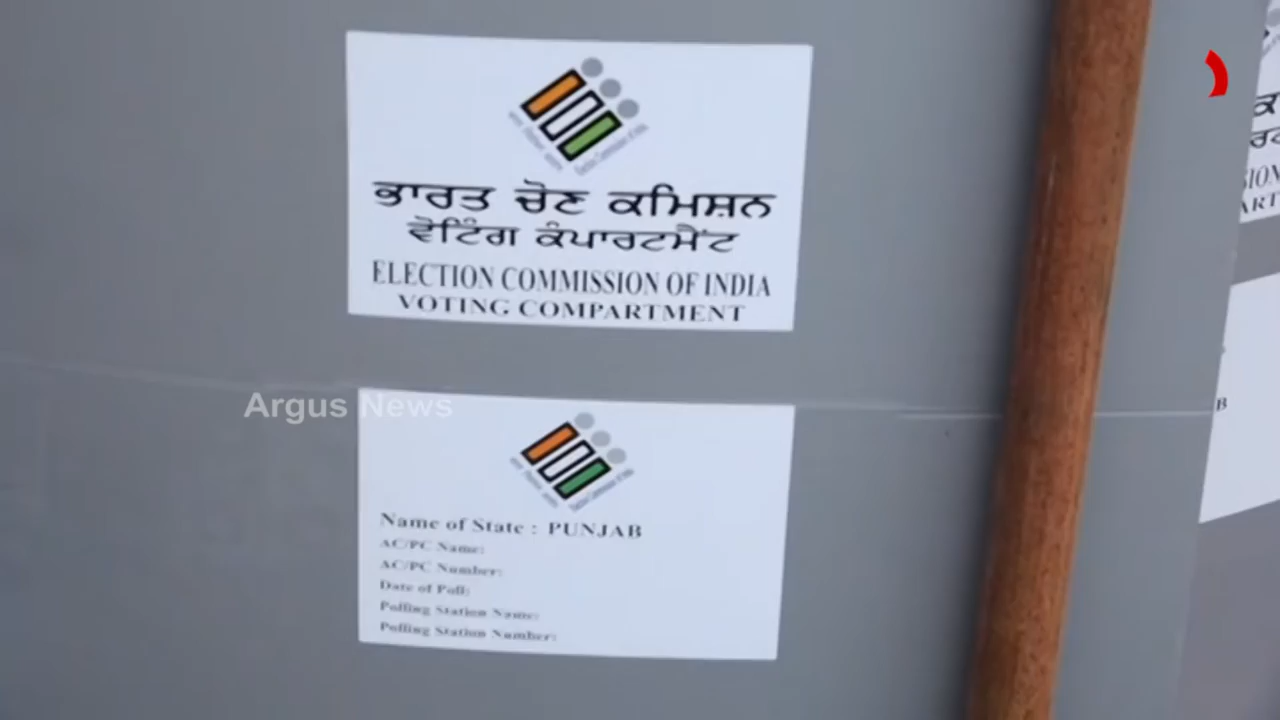 ਭਾਰਤ ਚੋਣ ਕਮਿਸ਼ਨ
ਵੋਟਿੰਗ ਕੰਪਾਰਟਮੈਂਟ
ELECTION COMMISSION OF INDIA
VOTING COMPARTMENT
Argus News
Name of State : PUNJAB
AC/PC Name:
AC/PC Number:
Date of Poll:
Polling Station Name:
Polling Station Number: